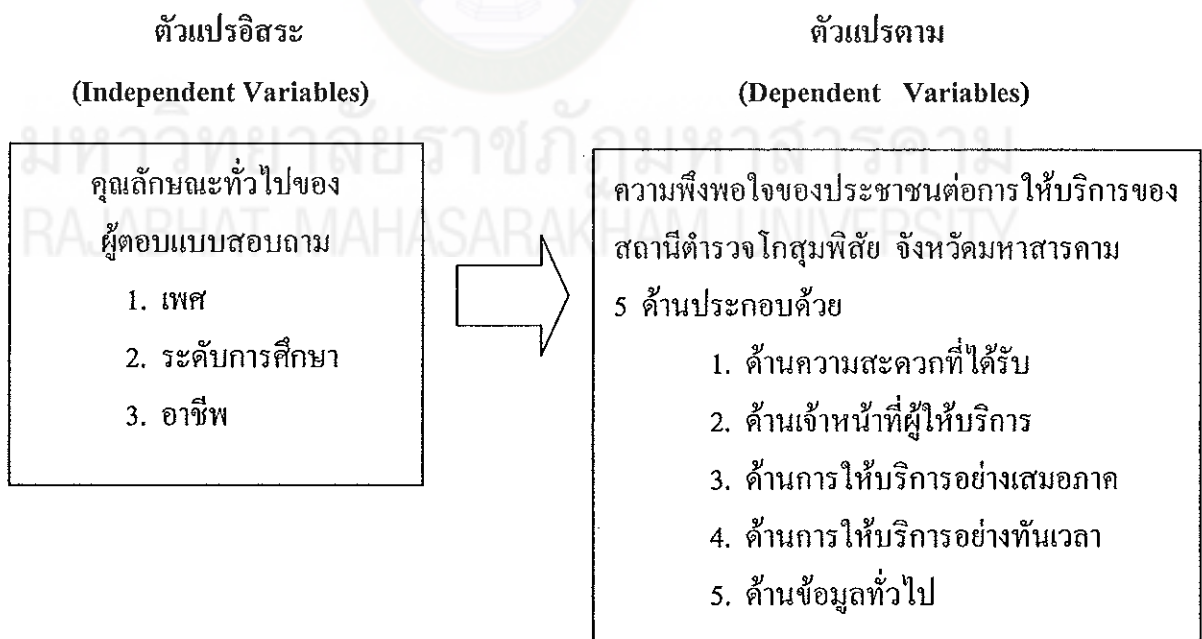 ตัวแปรอิสระ
(Independent Variables)
คุณลักษณะทั่วไปของ
ผู้ตอบแบบสอบถาม
1. เพศ
2. ระดับการศึกษา
3. อาชีพ
ตัวแปรตาม
(Dependent Variables)
ความพึงพอใจของประชาชนต่อการให้บริการของ
สถานีตำรวจโกสุมพิสัย จังหวัดมหาสารคาม
5 ด้านประกอบด้วย
1. ด้านความสะดวกที่ได้รับ
2. ด้านเจ้าหน้าที่ผู้ให้บริการ
3. ด้านการให้บริการอย่างเสมอภาค
4. ด้านการให้บริการอย่างทันเวลา
5. ด้านข้อมูลทั่วไป
มหาวิทยาลัยราชภัฏมหาสารคาม
RAJABHAT MAHASARAKHAM UNIVERSITY